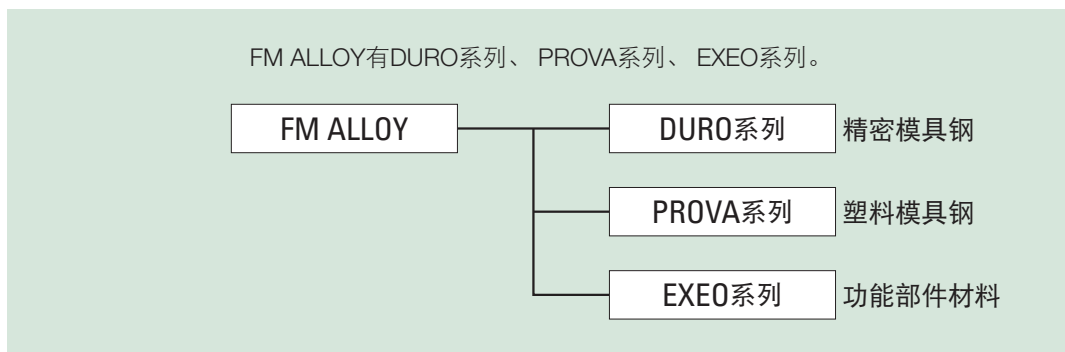 FM ALLOY有DURO系列、 PROVA系列、 EXEO系列。
FM ALLOY
DURO系列 精密模具钢
PROVA系列 塑料模具钢
EXEO系列 功能部件材料